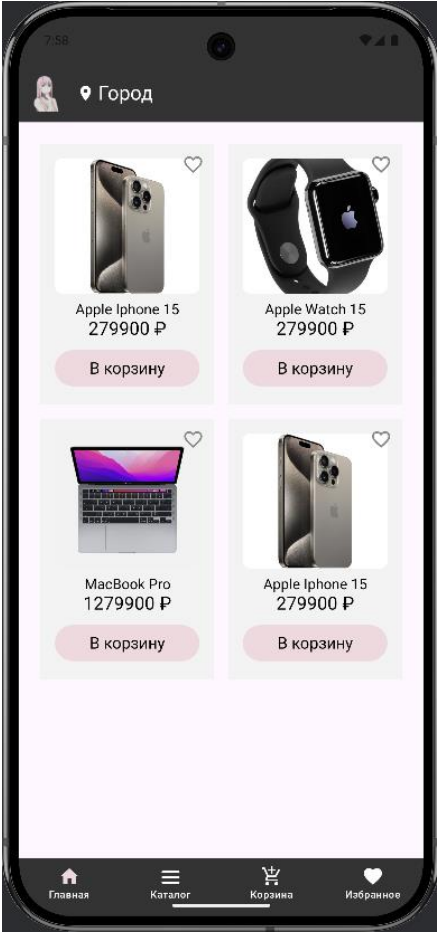 7:58
Город
Apple Iphone 15
279900 ₽
В корзину
Apple Watch 15
279900 ₽
В корзину
MacBook Pro
1279900 ₽
В корзину
Apple Iphone 15
279900 ₽
В корзину
Главная
Каталог
Корзина
Избранное